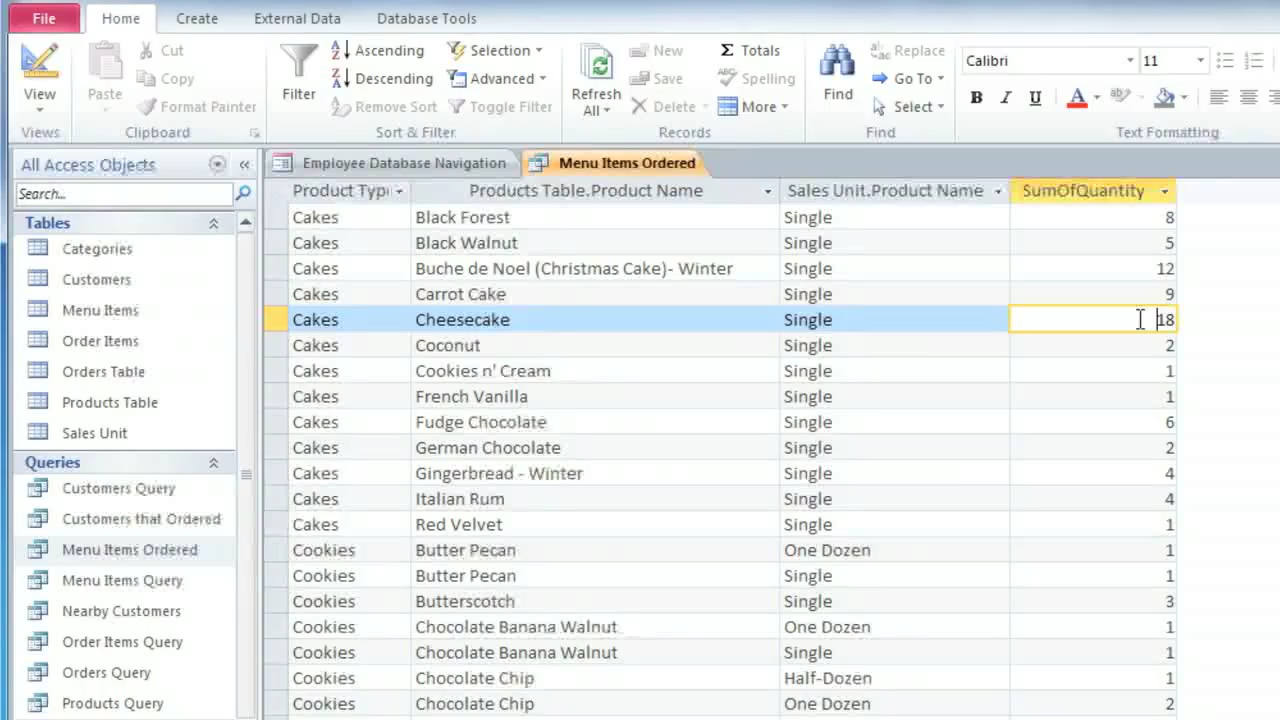 File Home Create External Data Database Tools
View
Views
Paste
Cut
Copy
Format Painter
Clipboard
Filter
Ascending
Descending
Remove Sort
Selection
Advanced
Toggle Filter
Sort & Filter
Refresh
All
New
Save
Delete
Totals
Spelling
More
Records
Find
Replace
Go To
Select
Find
Calibri 11
B I U A ab
Text Formatting
All Access Objects «
Search...
Tables
Categories
Customers
Menu Items
Order Items
Orders Table
Products Table
Sales Unit
Queries
Customers Query
Customers that Ordered
Menu Items Ordered
Menu Items Query
Nearby Customers
Order Items Query
Orders Query
Products Query
Employee Database Navigation Menu Items Ordered
Product Typ Products Table.Product Name Sales Unit.Product Name SumOfQuantity
Cakes Black Forest Single 8
Cakes Black Walnut Single 5
Cakes Buche de Noel (Christmas Cake)- Winter Single 12
Cakes Carrot Cake Single 9
Cakes Cheesecake Single 18
Cakes Coconut Single 2
Cakes Cookies n' Cream Single 1
Cakes French Vanilla Single 1
Cakes Fudge Chocolate Single 6
Cakes German Chocolate Single 2
Cakes Gingerbread - Winter Single 4
Cakes Italian Rum Single 4
Cakes Red Velvet Single 1
Cookies Butter Pecan One Dozen 1
Cookies Butter Pecan Single 1
Cookies Butterscotch Single 3
Cookies Chocolate Banana Walnut One Dozen 1
Cookies Chocolate Banana Walnut Single 1
Cookies Chocolate Chip Half-Dozen 1
Cookies Chocolate Chip One Dozen 2